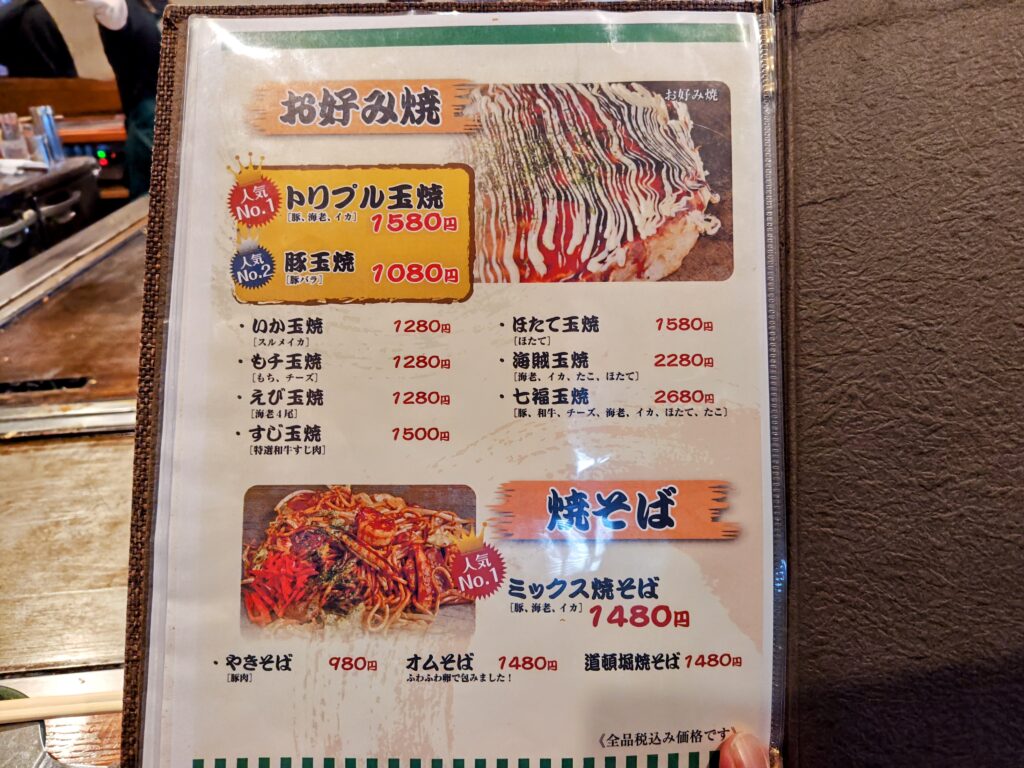 お好み焼
お好み焼
人気
No.1
トリプル玉焼
[豚、海老、イカ] 1580円
人気
No.2
豚玉焼
[豚バラ] 1080円
・いか玉焼 1280円
[スルメイカ]
・もチ玉焼 1280円
[もち、チーズ]
・えび玉焼 1280円
[海老4尾]
・すじ玉焼 1500円
[特選和牛すじ肉]
・ほたて玉焼 1580円
[ほたて]
・海賊玉焼 2280円
[海老、イカ、たこ、ほたて]
・七福玉焼 2680円
[豚、和牛、チーズ、海老、イカ、ほたて、たこ]
焼そば
人気
No.1
ミックス焼そば
[豚、海老、イカ] 1480円
・やきそば 980円
[豚肉]
オムそば 1480円
ふわふわ卵で包みました！
道頓堀焼そば 1480円
《全品税込み価格です》